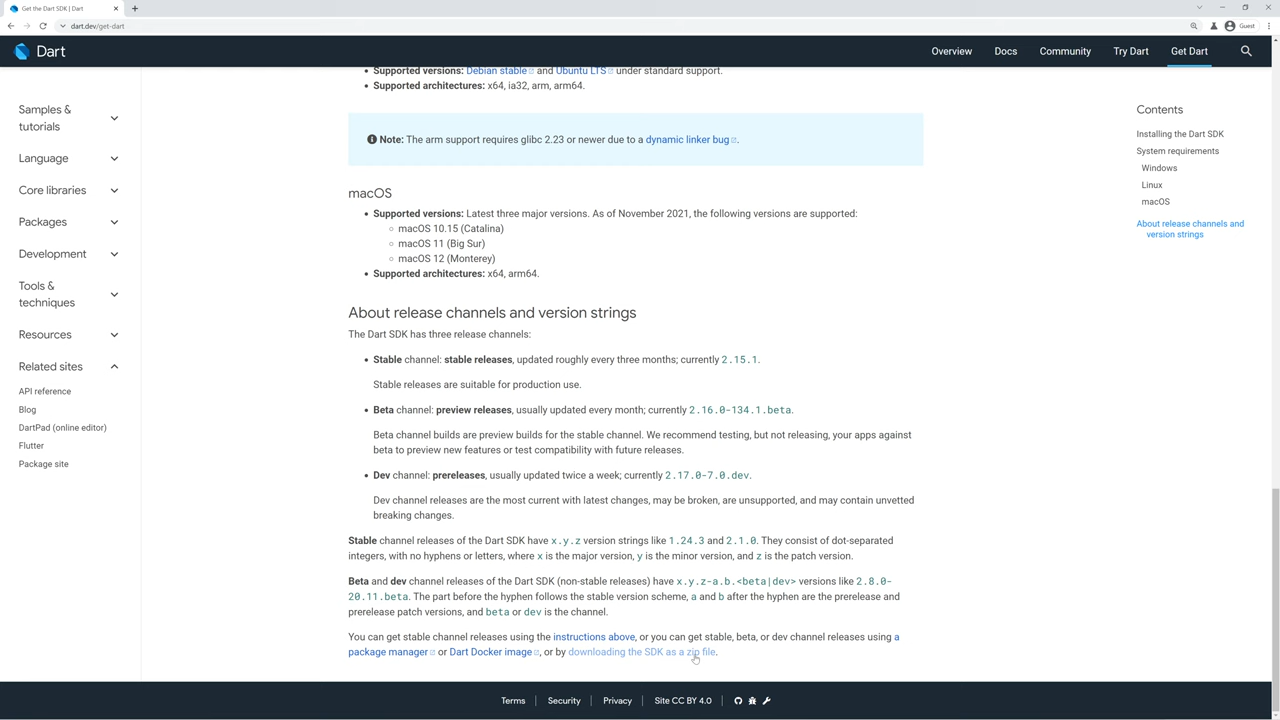 Get the Dart SDK | Dart
dart.dev/get-dart
Guest
Dart
Overview
Docs
Community
Try Dart
Get Dart
Samples &
tutorials
Language
Core libraries
Packages
Development
Tools &
techniques
Resources
Related sites
API reference
Blog
DartPad (online editor)
Flutter
Package site
Supported versions: Debian stable and Ubuntu LTS under standard support.
Supported architectures: x64, ia32, arm, arm64.
Note: The arm support requires glibc 2.23 or newer due to a dynamic linker bug.
macOS
Supported versions: Latest three major versions. As of November 2021, the following versions are supported:
macOS 10.15 (Catalina)
macOS 11 (Big Sur)
macOS 12 (Monterey)
Supported architectures: x64, arm64.
About release channels and version strings
The Dart SDK has three release channels:
Stable channel: stable releases, updated roughly every three months; currently 2.15.1.
Stable releases are suitable for production use.
Beta channel: preview releases, usually updated every month; currently 2.16.0-134.1.beta.
Beta channel builds are preview builds for the stable channel. We recommend testing, but not releasing, your apps against
beta to preview new features or test compatibility with future releases.
Dev channel: prereleases, usually updated twice a week; currently 2.17.0-7.0.dev.
Dev channel releases are the most current with latest changes, may be broken, are unsupported, and may contain unvetted
breaking changes.
Stable channel releases of the Dart SDK have x.y.z version strings like 1.24.3 and 2.1.0. They consist of dot-separated
integers, with no hyphens or letters, where x is the major version, y is the minor version, and z is the patch version.
Beta and dev channel releases of the Dart SDK (non-stable releases) have x.y.z-a.b.<beta|dev> versions like 2.8.0-
20.11.beta. The part before the hyphen follows the stable version scheme, a and b after the hyphen are the prerelease and
prerelease patch versions, and beta or dev is the channel.
You can get stable channel releases using the instructions above, or you can get stable, beta, or dev channel releases using a
package manager or Dart Docker image, or by downloading the SDK as a zip file.
Contents
Installing the Dart SDK
System requirements
Windows
Linux
macOS
About release channels and
version strings
Terms
Security
Privacy
Site CC BY 4.0